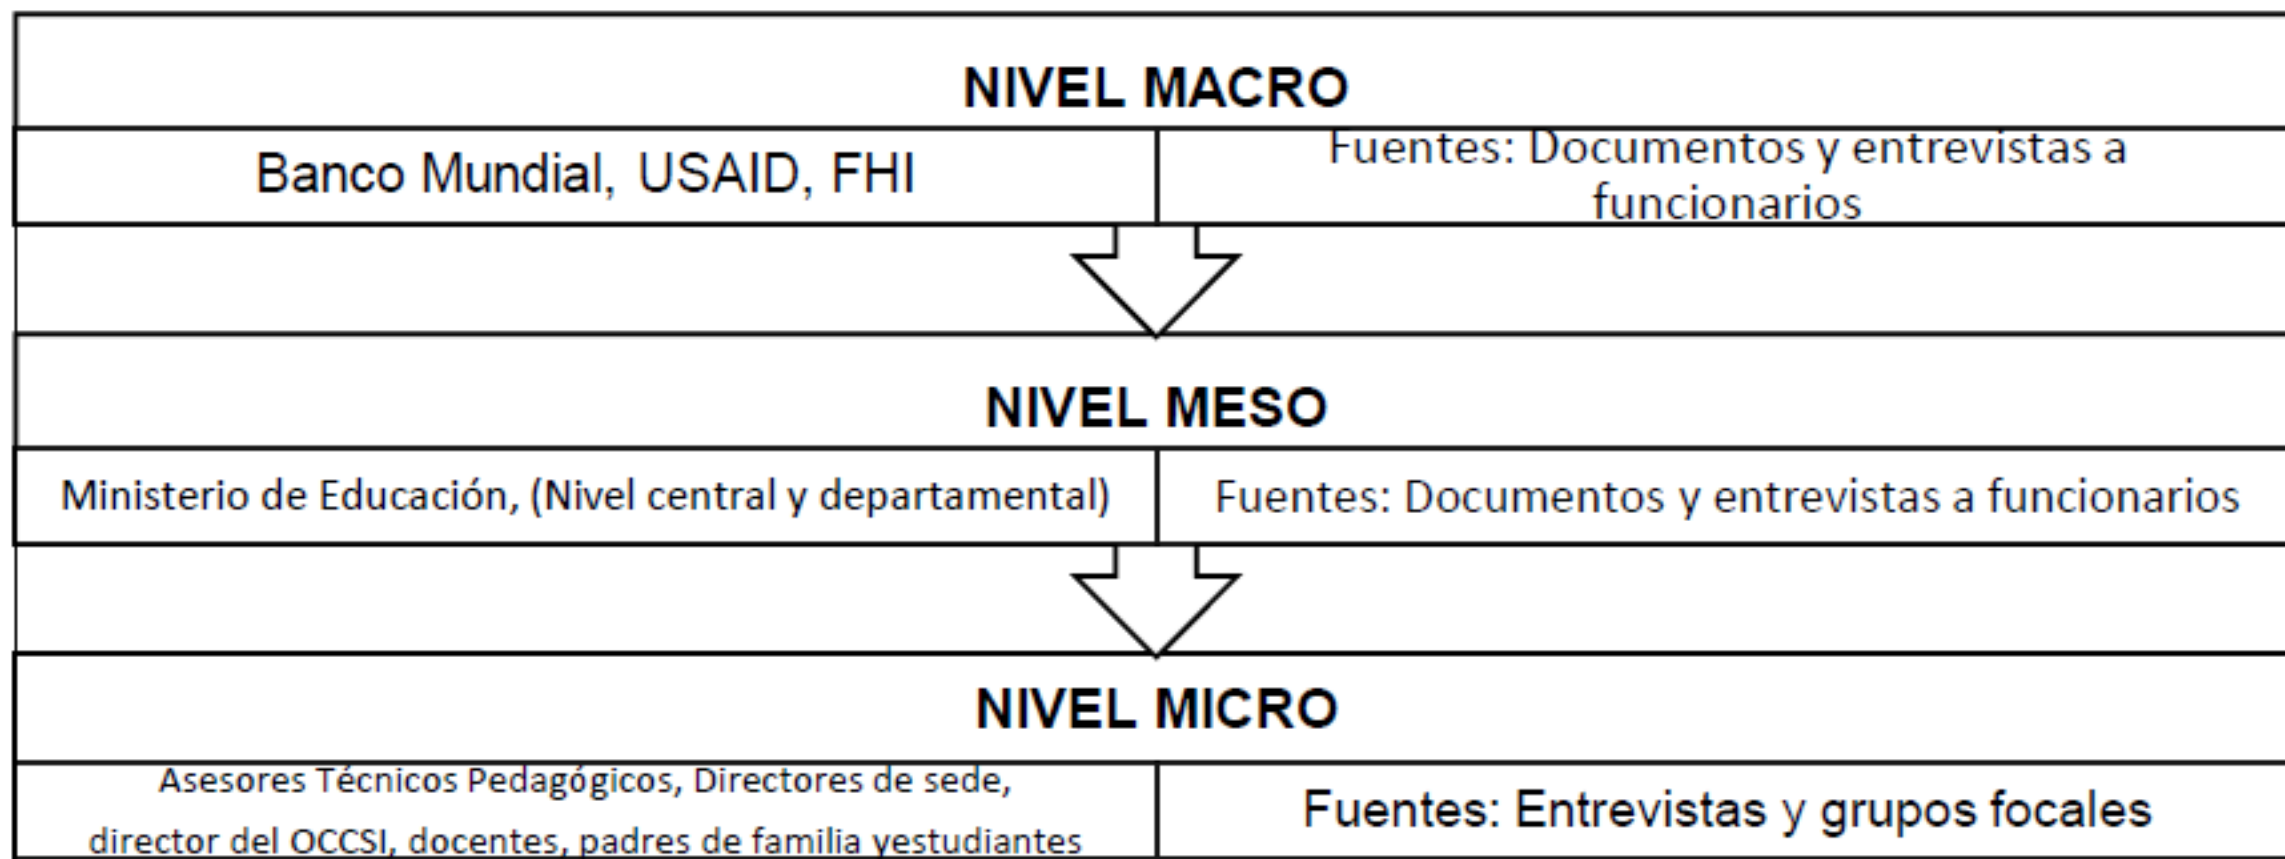 NIVEL MACRO
Banco Mundial, USAID, FHI
Fuentes: Documentos y entrevistas a
funcionarios
NIVEL MESO
Ministerio de Educación, (Nivel central y departamental)
Fuentes: Documentos y entrevistas a funcionarios
NIVEL MICRO
Asesores Técnicos Pedagógicos, Directores de sede,
director del OCCSI, docentes, padres de familia yestudiantes
Fuentes: Entrevistas y grupos focales